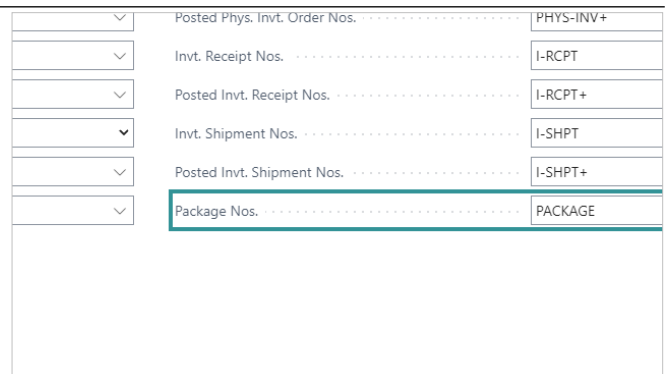 Posted Phys. Invt. Order Nos. PHYS-INV+
Invt. Receipt Nos. I-RCPT
Posted Invt. Receipt Nos. I-RCPT+
Invt. Shipment Nos. I-SHPT
Posted Invt. Shipment Nos. I-SHPT+
Package Nos. PACKAGE